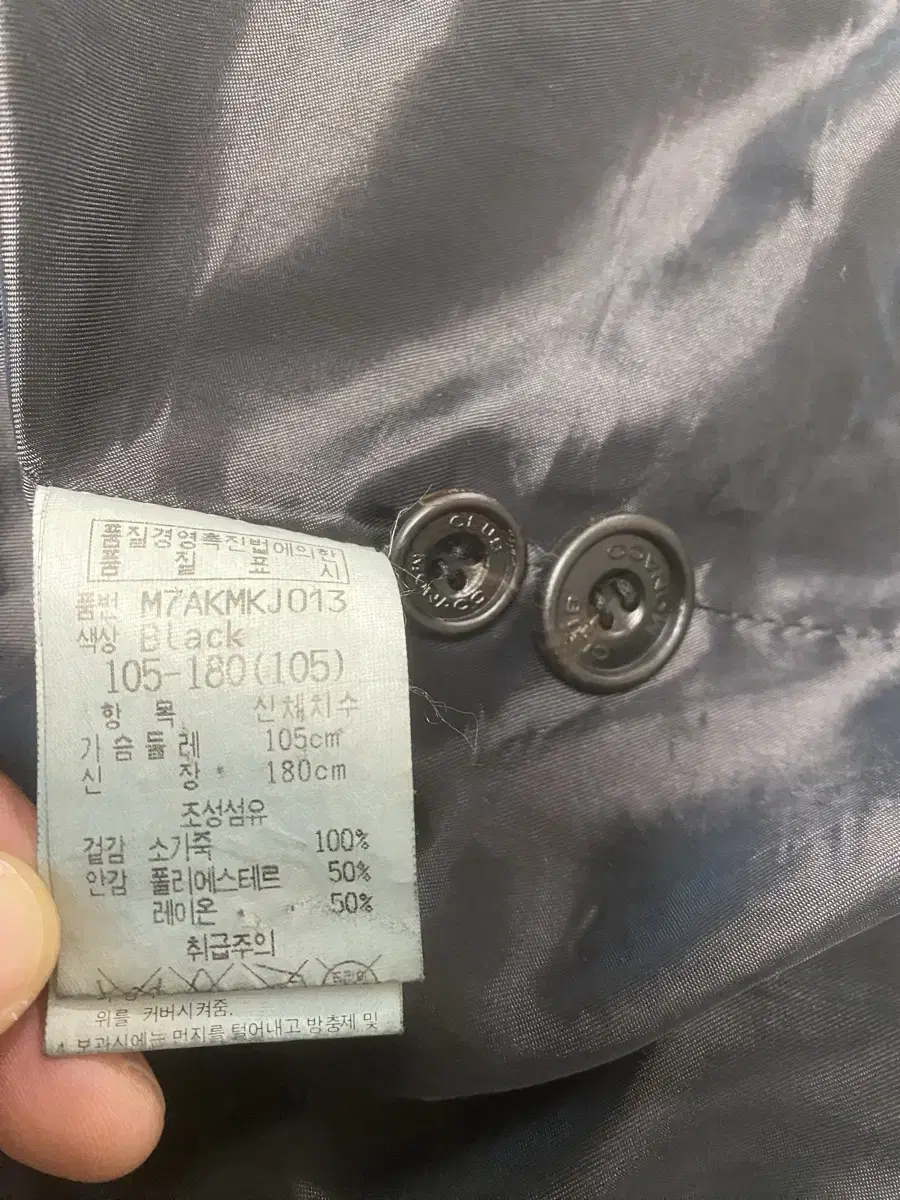 품질경영촉진법에의한
품질표시
품번 M7AKMKJ013
색상 Black
105-180(105)
항 목 신체치수
가슴둘레 105cm
신 장 180cm
조성섬유
겉감 소가죽 100%
안감 폴리에스테르 50%
레이온 50%
취급주의
드라이
위를 커버시켜줌.
4. 보관시에는 먼지를 털어내고 방충제 및
CLUB MONACO
CLUB MONACO